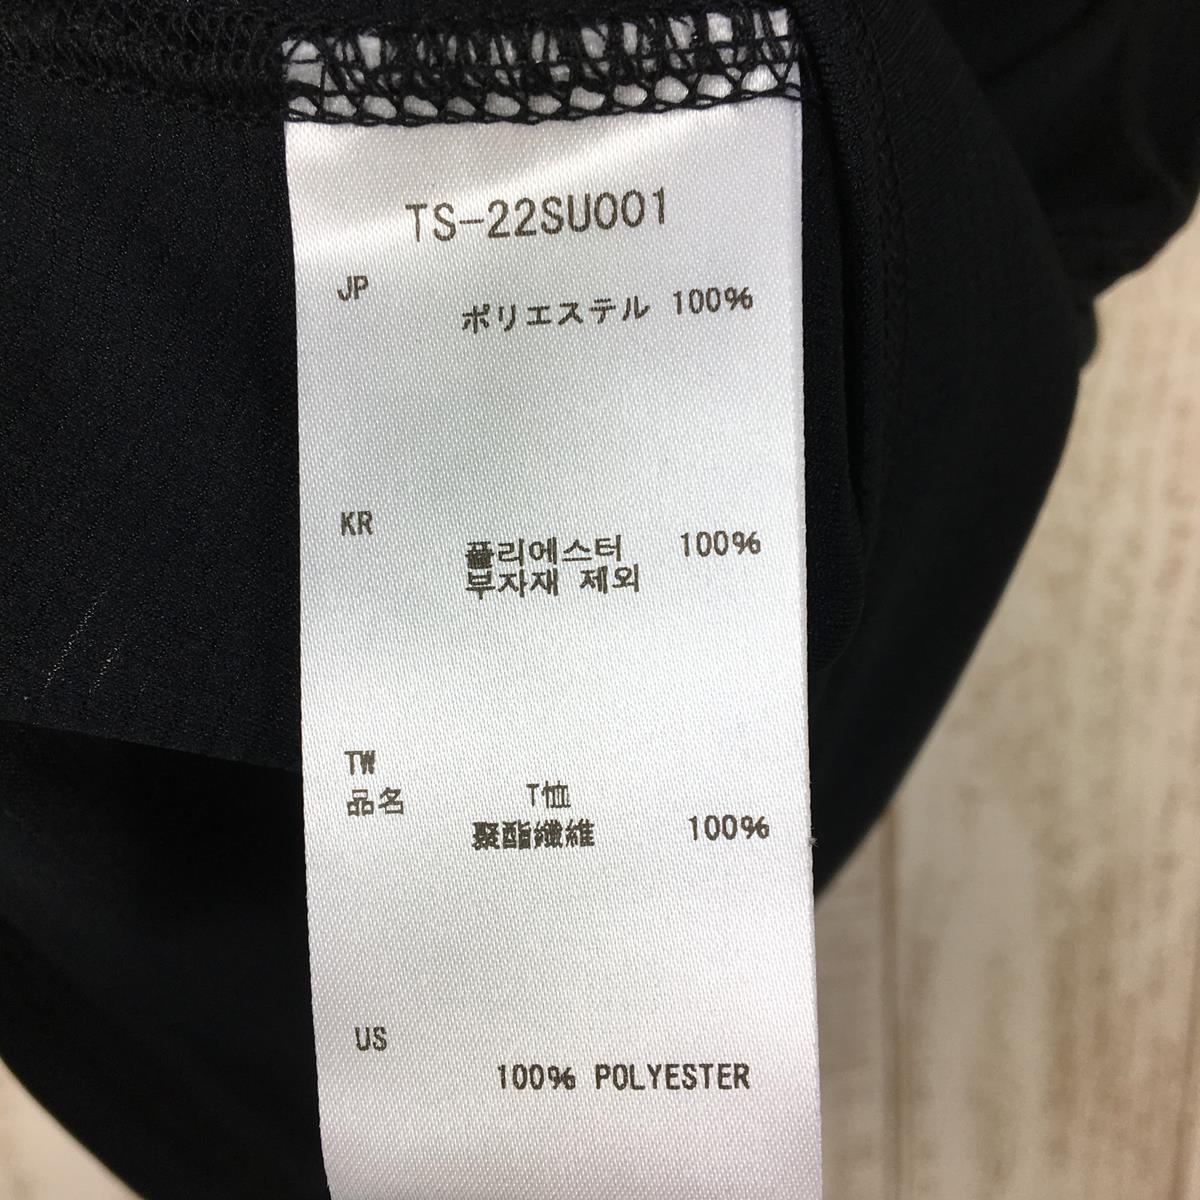 TS-22SU001
JP
ポリエステル 100%
KR
폴리에스터 100%
부자재 제외
TW
品名 T恤
聚酯纖維 100%
US
100% POLYESTER